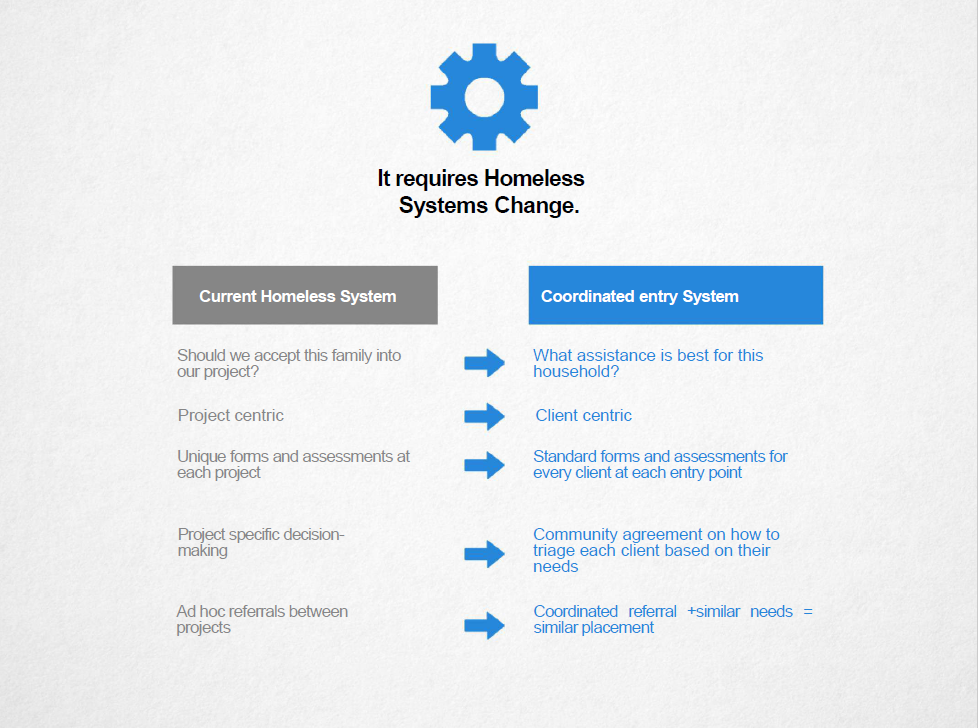 It requires Homeless
Systems Change.
Current Homeless System
Coordinated entry System
Should we accept this family into
our project?
What assistance is best for this
household?
Project centric
Client centric
Unique forms and assessments at
each project
Standard forms and assessments for
every client at each entry point
Project specific decision-
making
Community agreement on how to
triage each client based on their
needs
Ad hoc referrals between
projects
Coordinated referral +similar needs =
similar placement